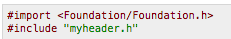 #import <Foundation/Foundation.h>
#include "myheader.h"